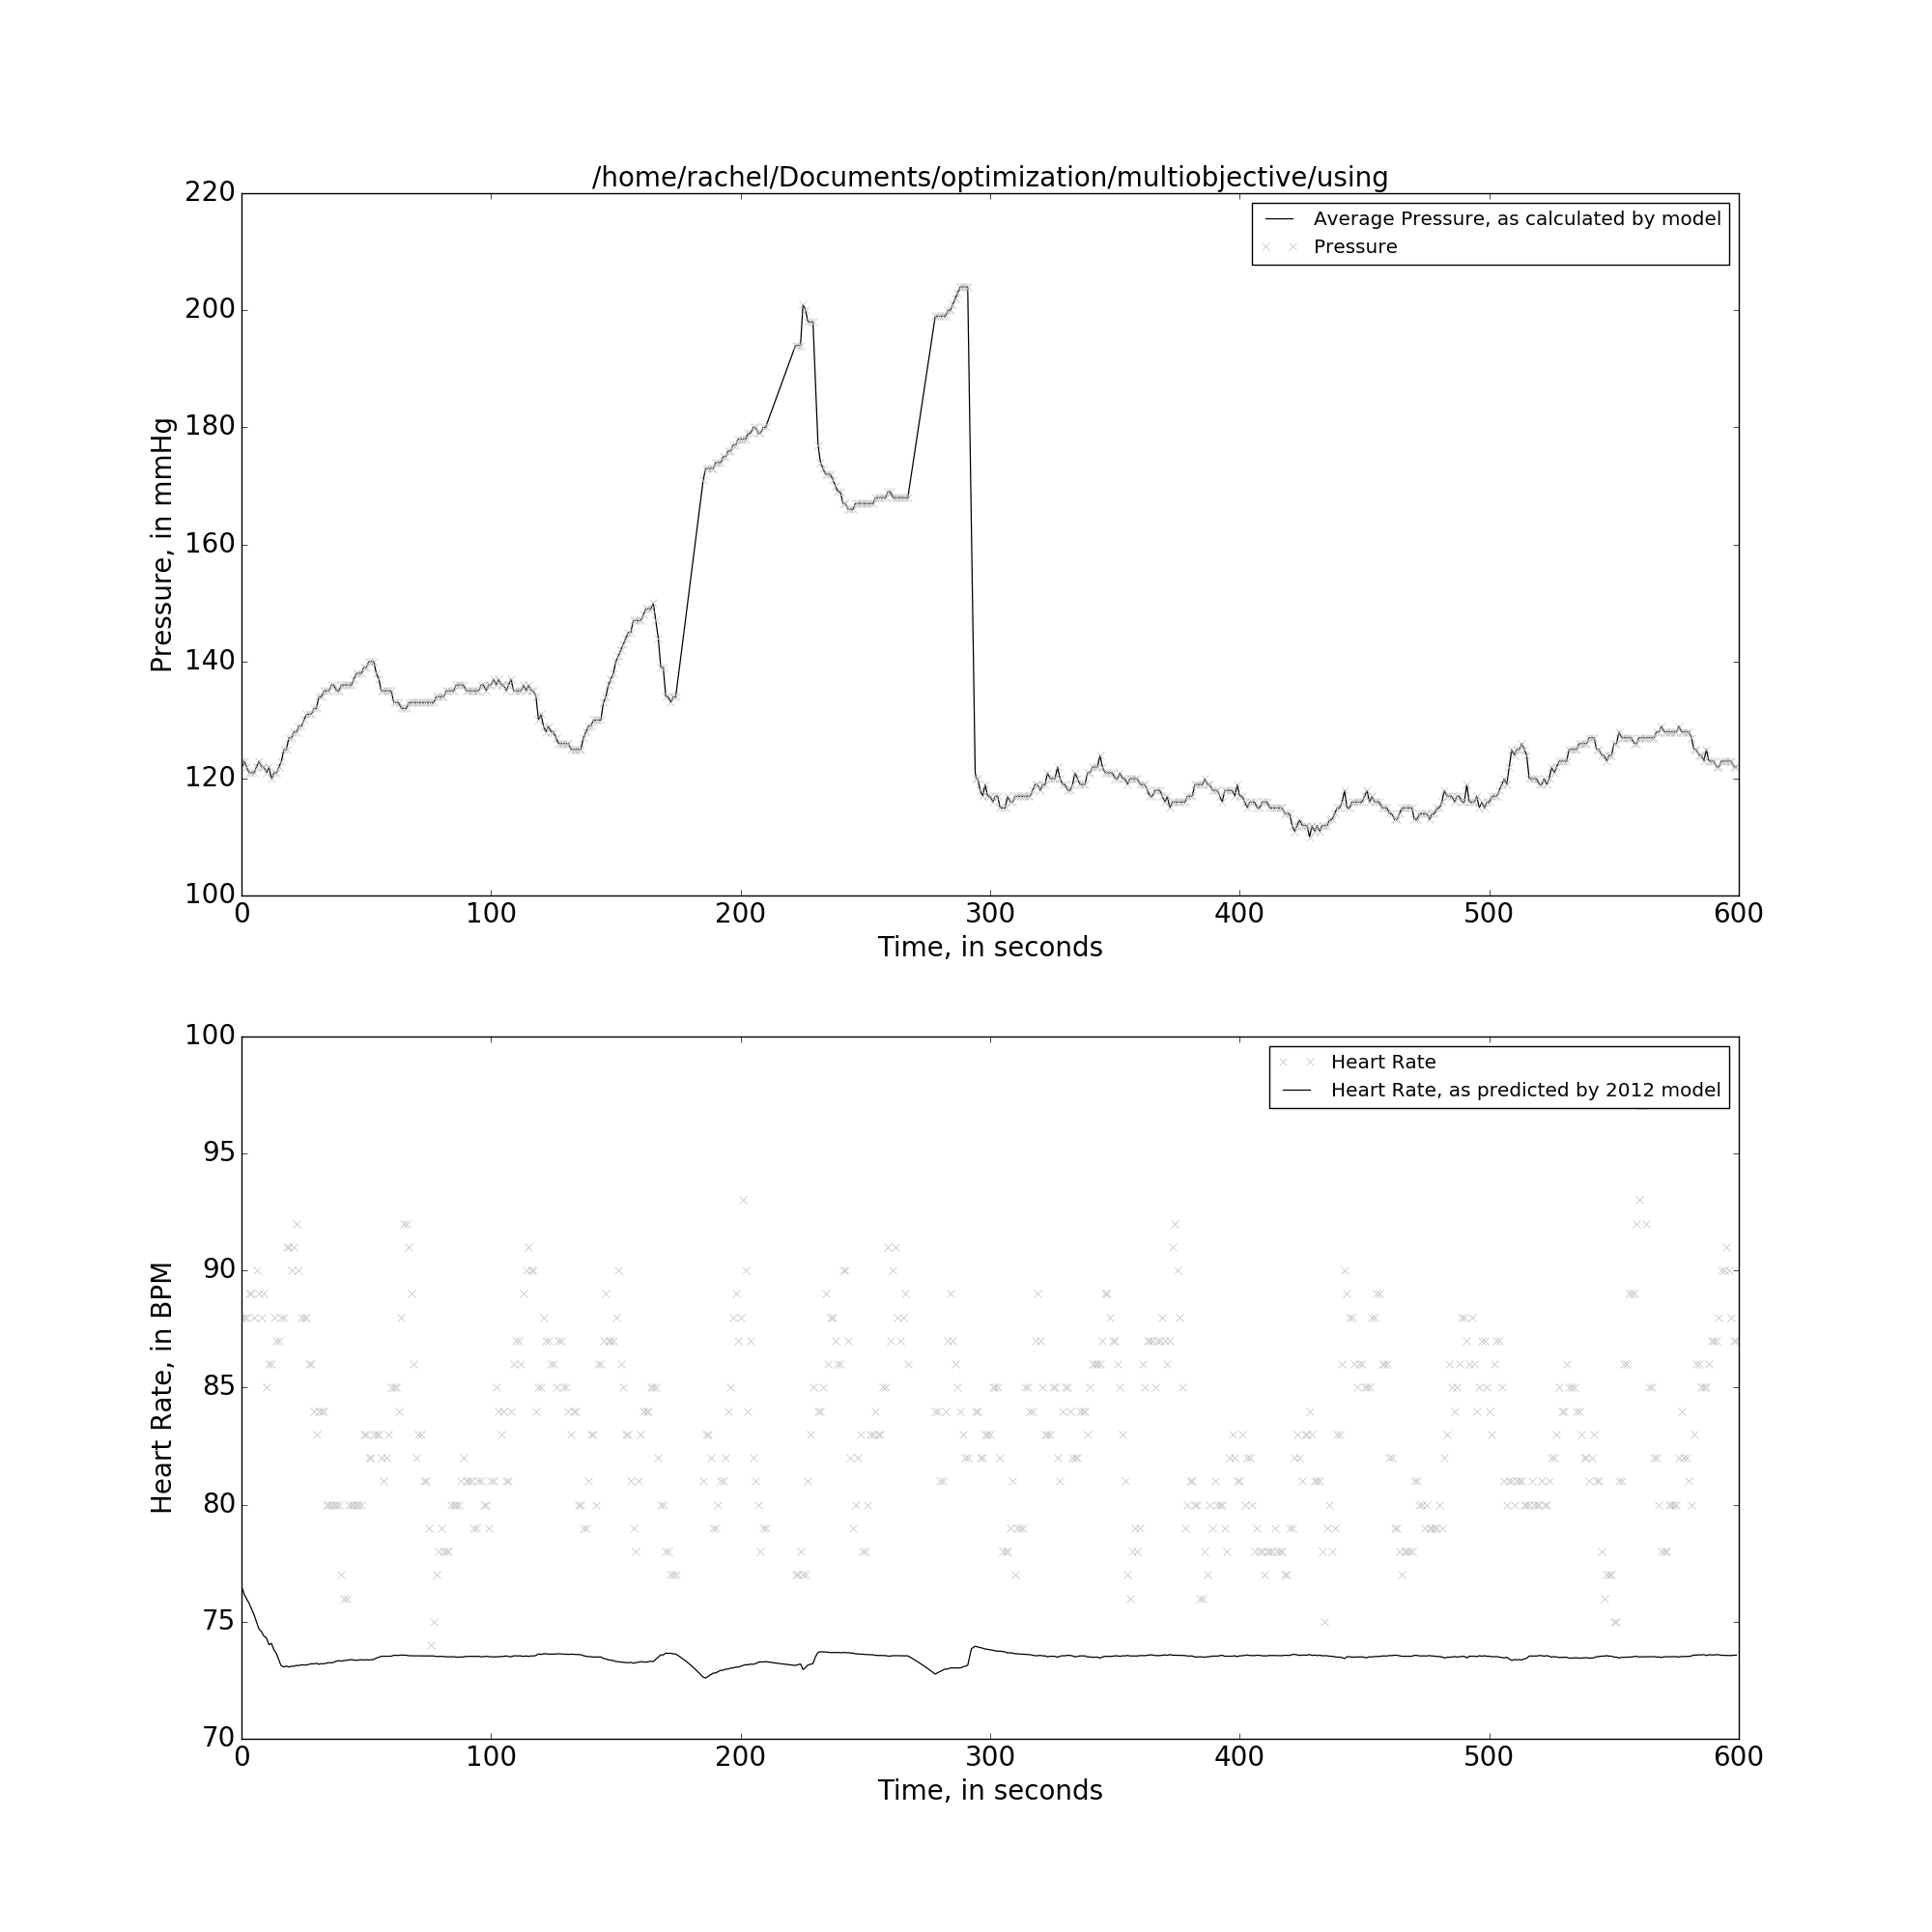 /home/rachel/Documents/optimization/multiobjective/using
220
200
180
160
140
120
100
Pressure, in mmHg
Average Pressure, as calculated by model
Pressure
0 100 200 300 400 500 600
Time, in seconds
100
95
90
85
80
75
70
Heart Rate, in BPM
Heart Rate
Heart Rate, as predicted by 2012 model
0 100 200 300 400 500 600
Time, in seconds